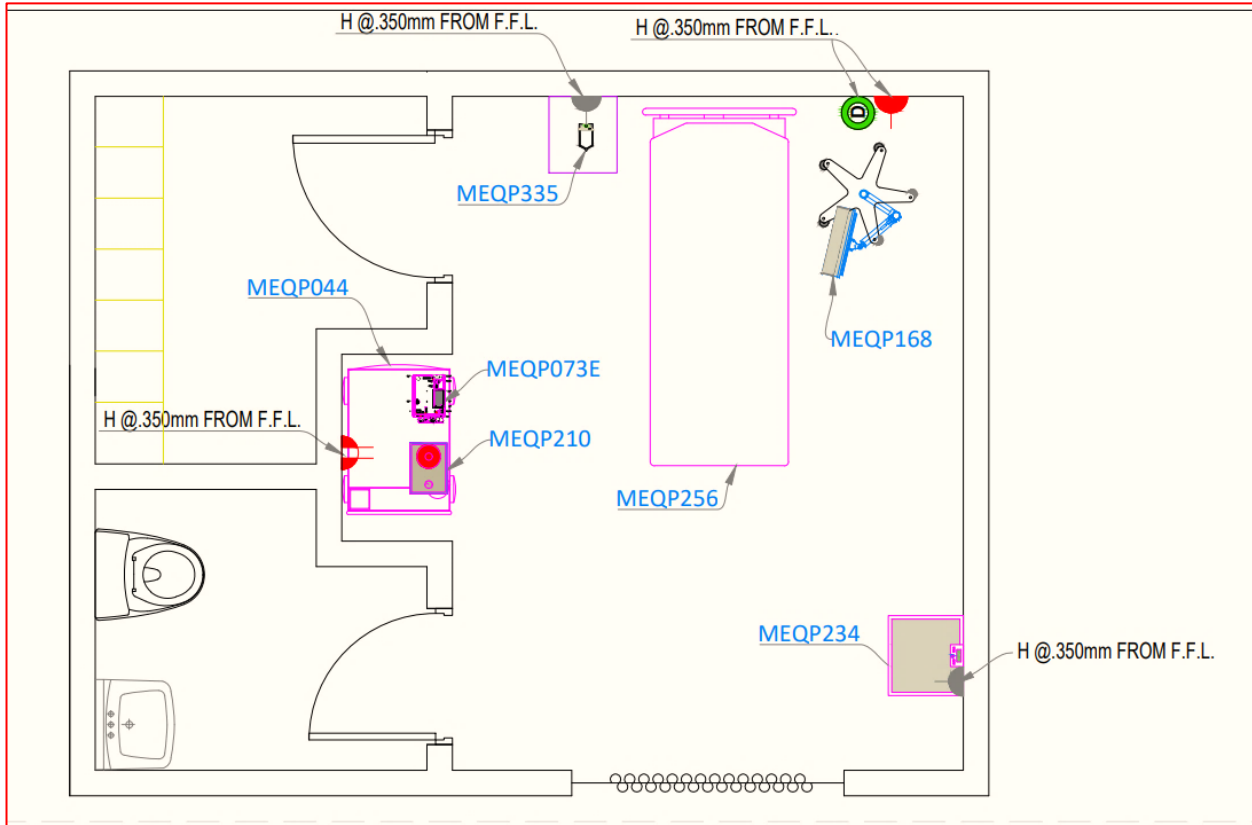 H @.350mm FROM F.F.L.
H @.350mm FROM F.F.L..
D
MEQP335
MEQP044
MEQP168
MEQP073E
H @.350mm FROM F.F.L.
MEQP210
MEQP256
MEQP234
H @.350mm FROM F.F.L.